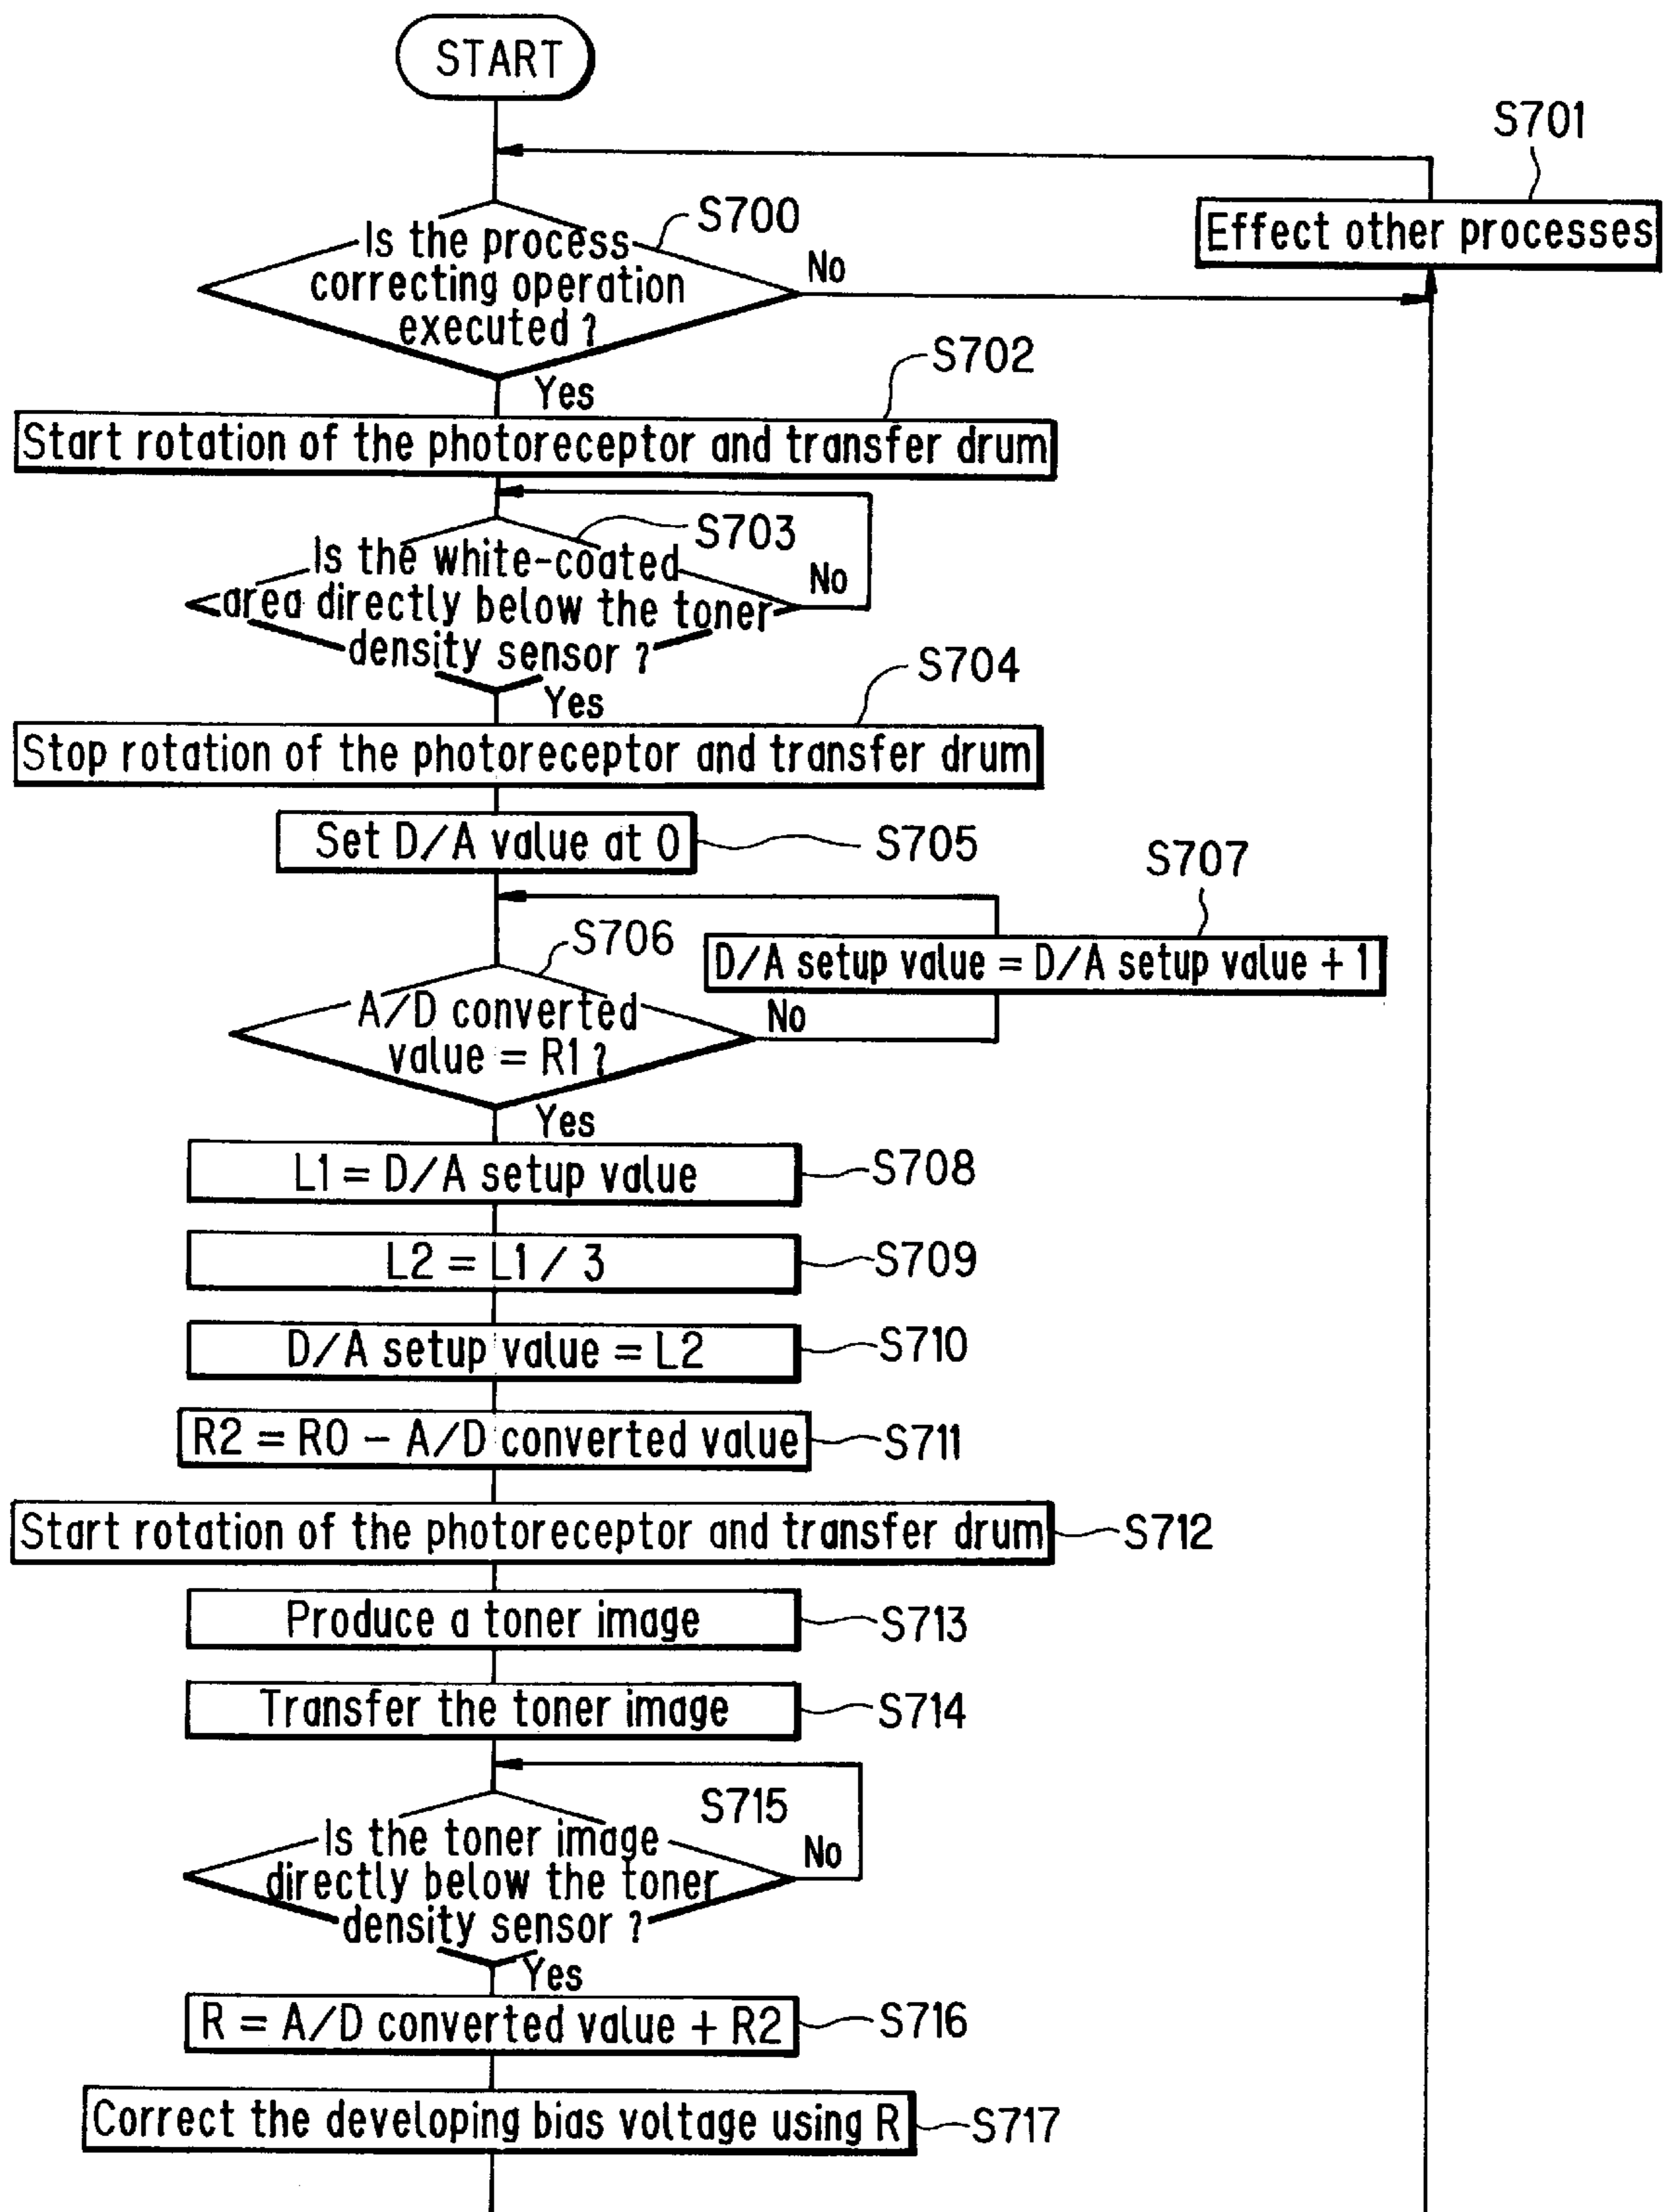 START
S701
Effect other processes
S700
Is the process
correcting operation
executed ?
No
Yes
S702
Start rotation of the photoreceptor and transfer drum
S703
Is the white-coated
area directly below the toner
density sensor ?
No
Yes
S704
Stop rotation of the photoreceptor and transfer drum
Set D/A value at 0
S705
S707
D/A setup value = D/A setup value + 1
S706
A/D converted
value = R1 ?
No
Yes
L1 = D/A setup value
S708
L2 = L1 / 3
S709
D/A setup value = L2
S710
R2 = R0 - A/D converted value
S711
Start rotation of the photoreceptor and transfer drum
S712
Produce a toner image
S713
Transfer the toner image
S714
S715
Is the toner image
directly below the toner
density sensor ?
No
Yes
R = A/D converted value + R2
S716
Correct the developing bias voltage using R
S717